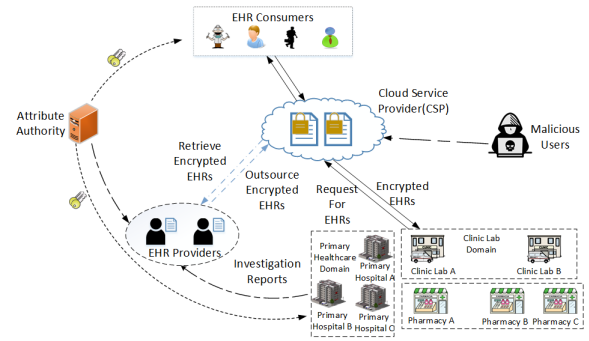 EHR Consumers
Attribute
Authority
Cloud Service
Provider(CSP)
Malicious
Users
Retrieve
Encrypted
EHRs
Outsource
Encrypted
EHRs
Request
For
EHRs
Encrypted
EHRs
EHR Providers
Investigation
Reports
Primary
Healthcare
Domain
Primary
Hospital A
Primary
Hospital B
Primary
Hospital C
Clinic Lab
Domain
CLINIC
Clinic Lab A
CLINIC
Clinic Lab B
Pharmacy A
Pharmacy B
Pharmacy C